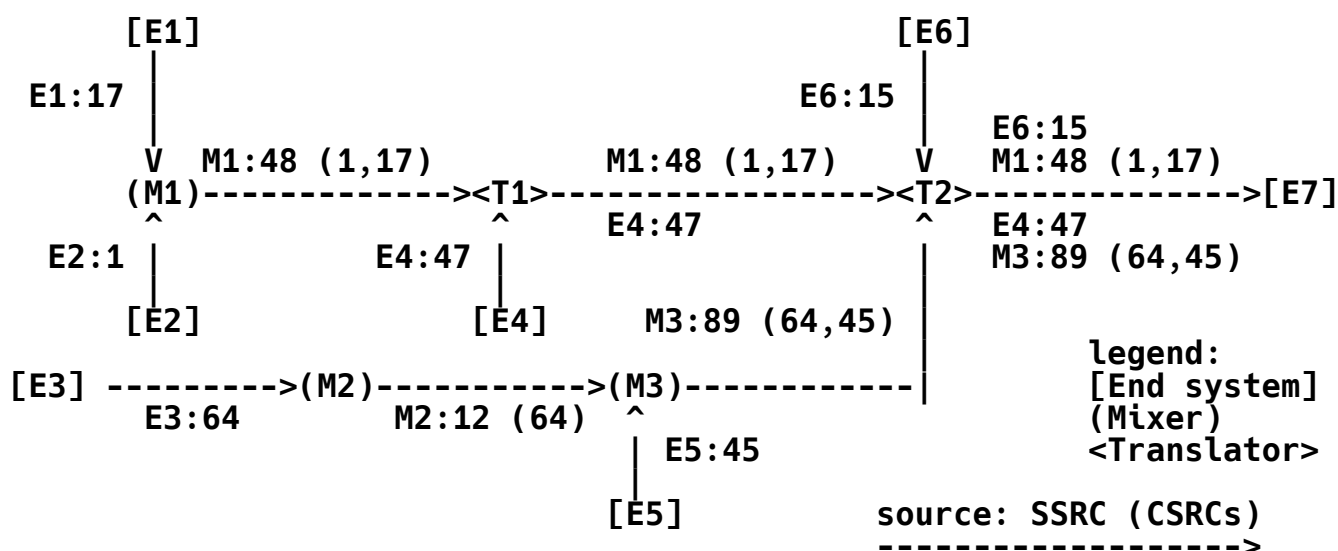 [E1]                                    [E6]
 |                                       |
E1:17 |                                 E6:15 |
 |                                       |   E6:15
 V  M1:48 (1,17)         M1:48 (1,17)    V   M1:48 (1,17)
(M1)-------------><T1>-----------------><T2>-------------->[E7]
 ^                 ^     E4:47           ^   E4:47
E2:1 |          E4:47 |                  |   M3:89 (64,45)
 |                 |                     |
[E2]              [E4]     M3:89 (64,45) |
 |   legend:
[E3] --------->(M2)----------->(M3)------------|   [End system]
E3:64        M2:12 (64)       ^   (Mixer)
| E5:45   <Translator>
|
[E5]          source: SSRC (CSRCs)
------------------->